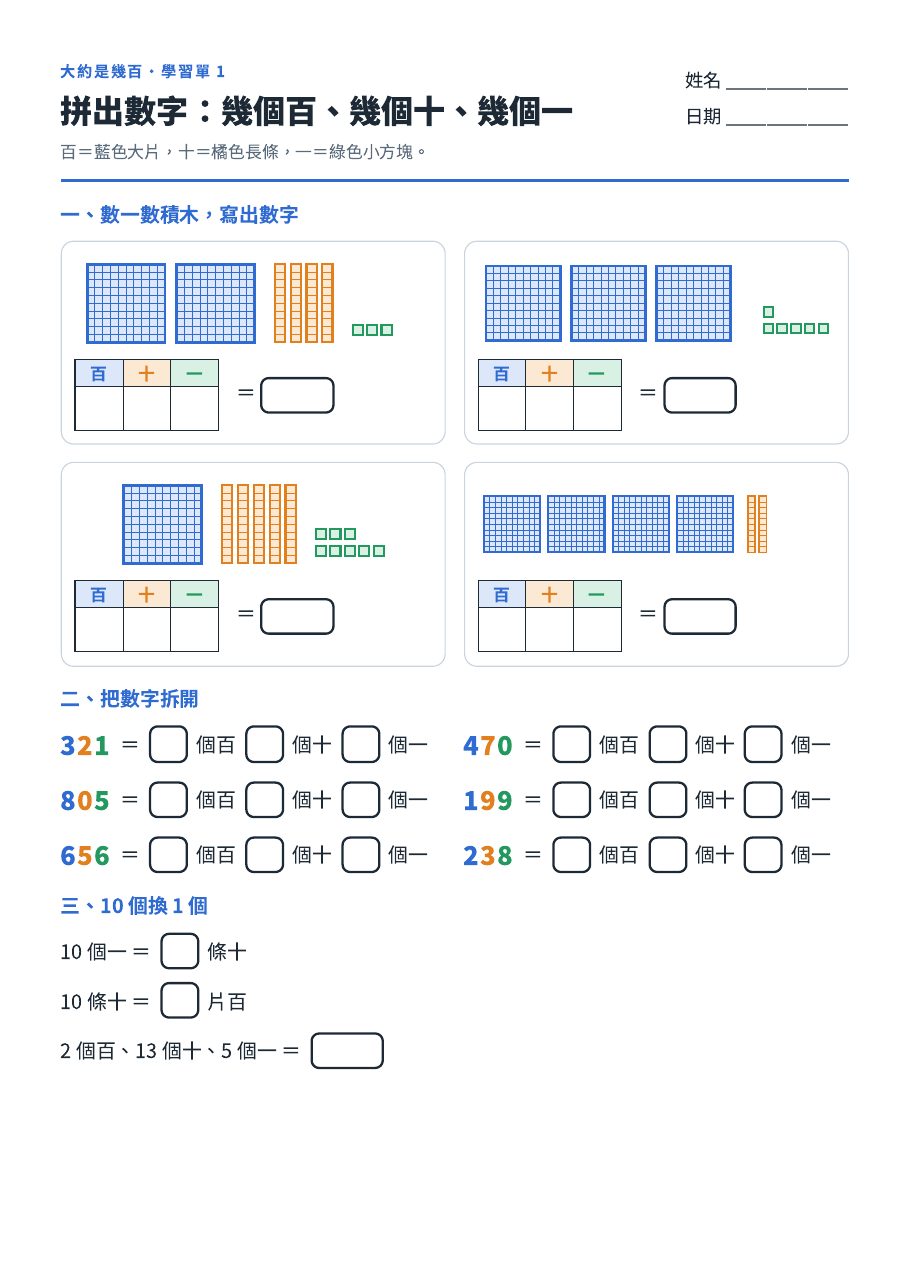 大約是幾百・學習單 1
姓名
拼出數字：幾個百、幾個十、幾個一
日期
百＝藍色大片，十＝橘色長條，一＝綠色小方塊。
一、數一數積木，寫出數字
百 十 一 ＝
百 十 一 ＝
百 十 一 ＝
百 十 一 ＝
二、把數字拆開
321 ＝ 個百 個十 個一
470 ＝ 個百 個十 個一
805 ＝ 個百 個十 個一
199 ＝ 個百 個十 個一
656 ＝ 個百 個十 個一
238 ＝ 個百 個十 個一
三、10 個換 1 個
10 個一 ＝ 條十
10 條十 ＝ 片百
2 個百、13 個十、5 個一 ＝